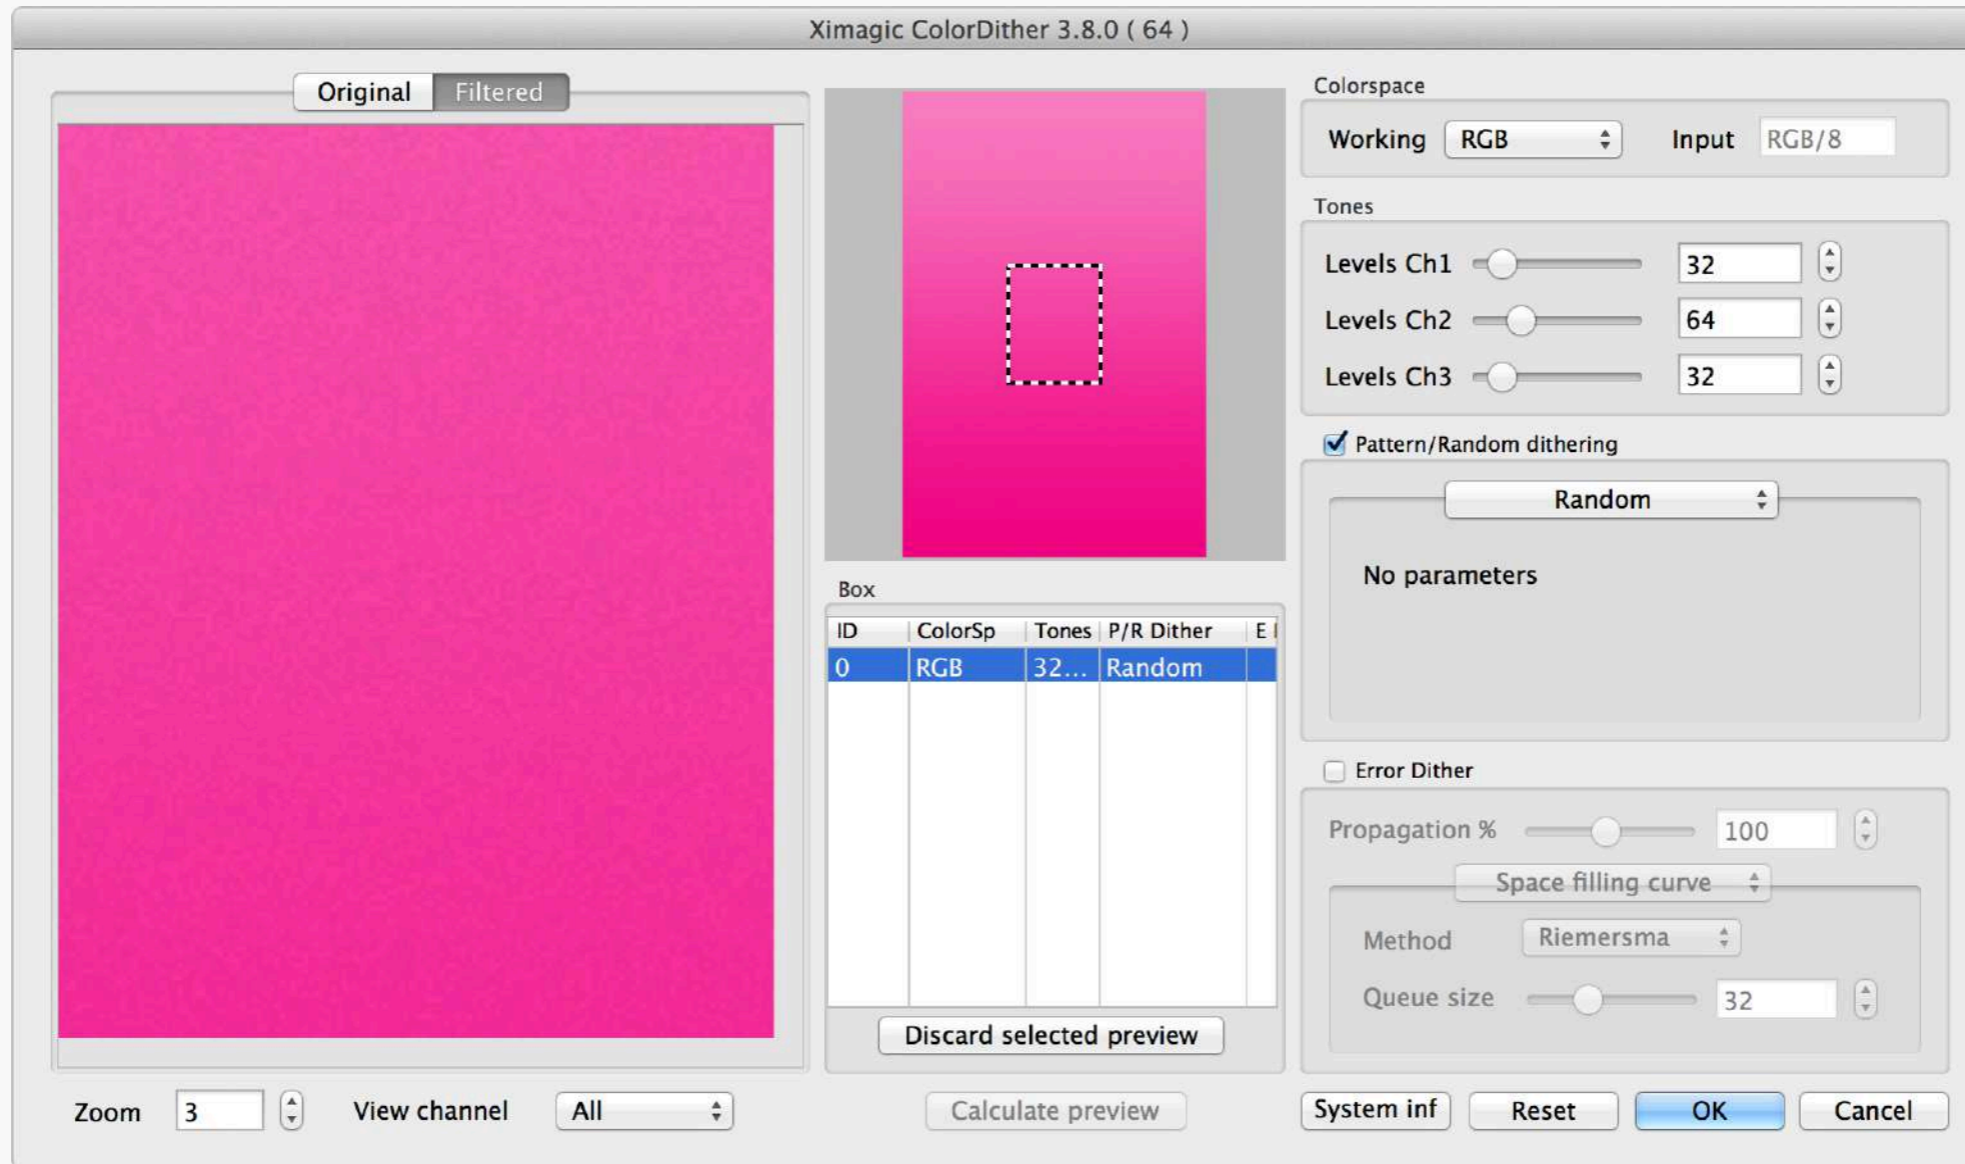 Ximagic ColorDither 3.8.0 ( 64 )
Original Filtered
Colorspace
Working RGB Input RGB/8
Tones
Levels Ch1 32
Levels Ch2 64
Levels Ch3 32
Pattern/Random dithering
Random
No parameters
Box
ID ColorSp Tones P/R Dither E
0 RGB 32... Random
Discard selected preview
Error Dither
Propagation % 100
Space filling curve
Method Riemersma
Queue size 32
Zoom 3 View channel All
Calculate preview
System inf Reset OK Cancel